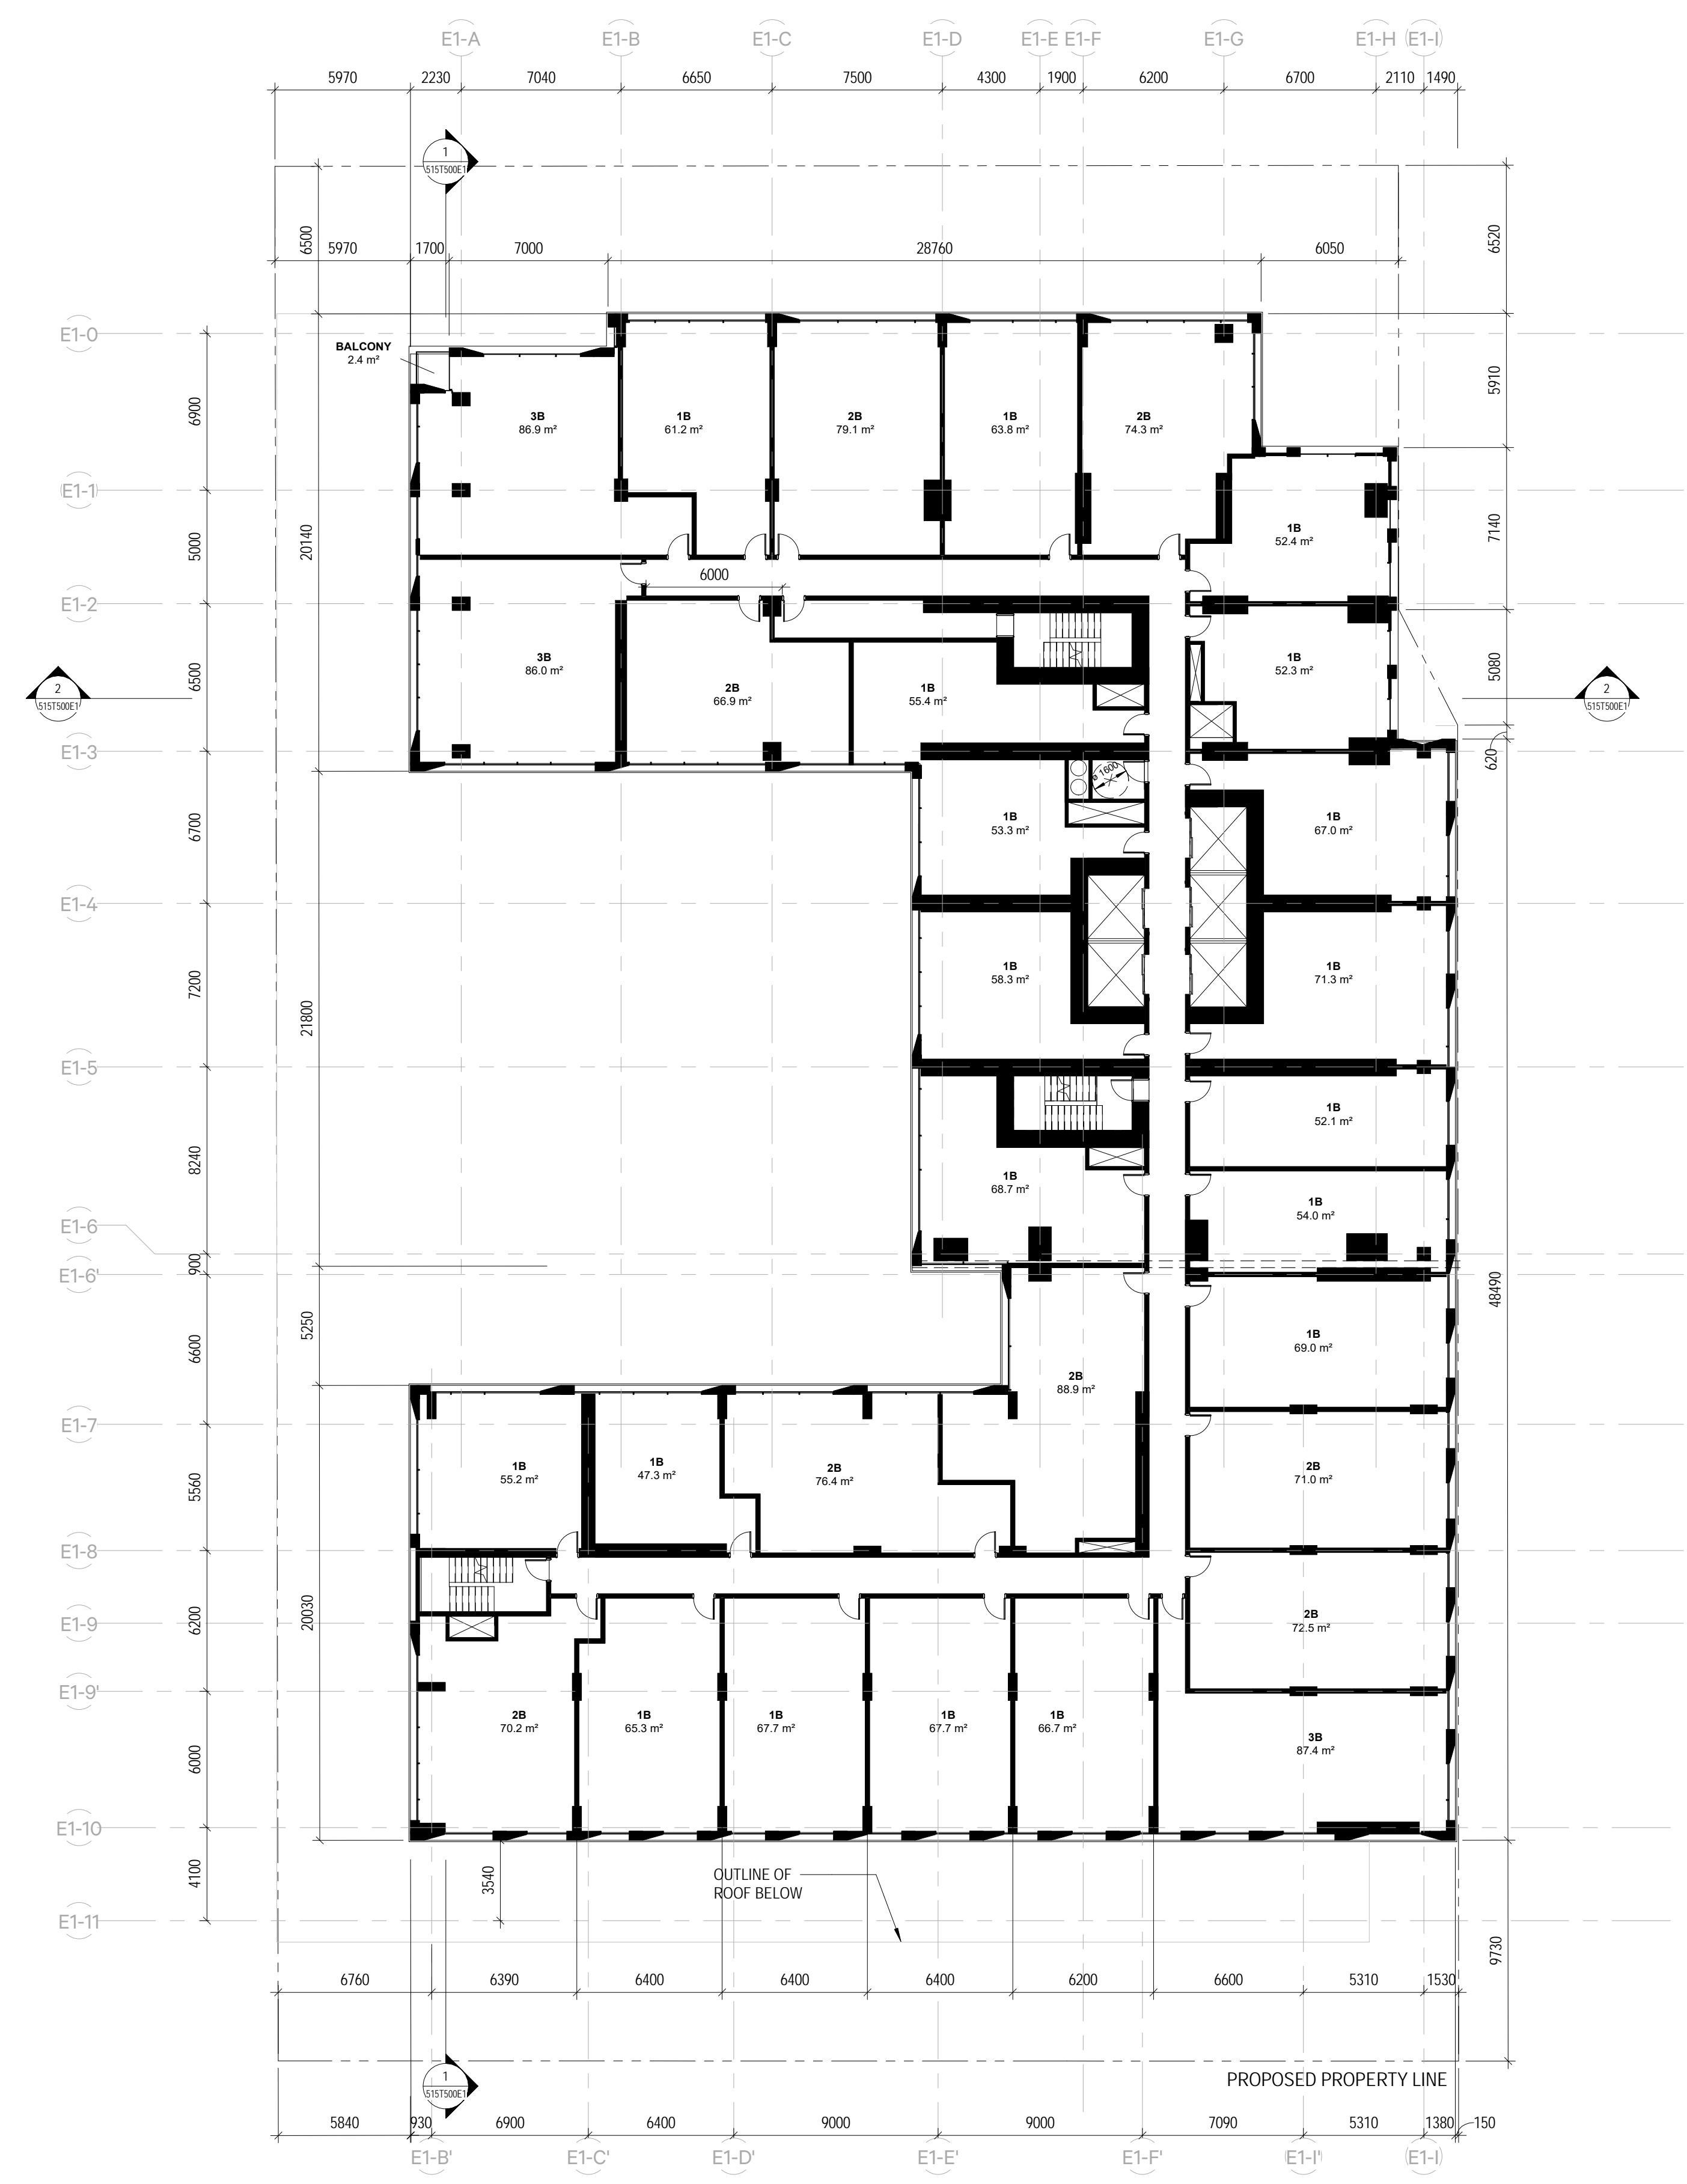 E1-A E1-B E1-C E1-D E1-E E1-F E1-G E1-H E1-I
5970 2230 7040 6650 7500 4300 1900 6200 6700 2110 1490
1
515T500E1
6500
6520
5970 1700 7000 28760 6050
E1-0
BALCONY
2.4 m²
6900
5910
3B
86.9 m²
1B
61.2 m²
2B
79.1 m²
1B
63.8 m²
2B
74.3 m²
E1-1
5000
20140
7140
1B
52.4 m²
6000
E1-2
6500
5080
3B
86.0 m²
2B
66.9 m²
1B
55.4 m²
1B
52.3 m²
2
515T500E1
2
515T500E1
E1-3
620
ø 1600
6700
1B
53.3 m²
1B
67.0 m²
E1-4
7200
21800
1B
58.3 m²
1B
71.3 m²
E1-5
8240
1B
52.1 m²
1B
68.7 m²
1B
54.0 m²
E1-6
900
E1-6'
48490
5250
6600
1B
69.0 m²
2B
88.9 m²
E1-7
5560
1B
55.2 m²
1B
47.3 m²
2B
76.4 m²
2B
71.0 m²
E1-8
6200
20030
E1-9
2B
72.5 m²
E1-9'
6000
2B
70.2 m²
1B
65.3 m²
1B
67.7 m²
1B
67.7 m²
1B
66.7 m²
3B
87.4 m²
E1-10
4100
3540
OUTLINE OF
ROOF BELOW
E1-11
9730
6760 6390 6400 6400 6400 6200 6600 5310 1530
1
515T500E1
PROPOSED PROPERTY LINE
5840 930 6900 6400 9000 9000 7090 5310 1380 150
E1-B' E1-C' E1-D' E1-E' E1-F' E1-I' E1-I